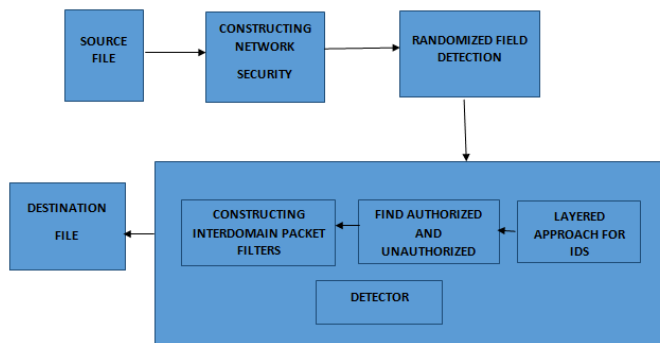 SOURCE
FILE
CONSTRUCTING
NETWORK
SECURITY
RANDOMIZED FIELD
DETECTION
DESTINATION
FILE
CONSTRUCTING
INTERDOMAIN PACKET
FILTERS
FIND AUTHORIZED
AND
UNAUTHORIZED
LAYERED
APPROACH FOR
IDS
DETECTOR